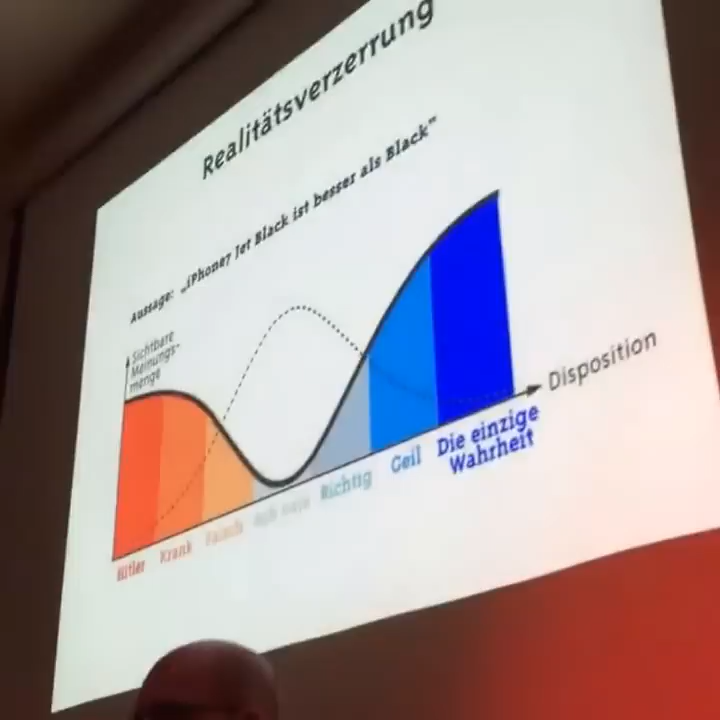 Realitätsverzerrung
Aussage: „iPhone7 Jet Black ist besser als Black“
Sichtbare
Meinungs-
menge
Disposition
Hitler
Krank
Falsch
Richtig
Geil
Die einzige
Wahrheit